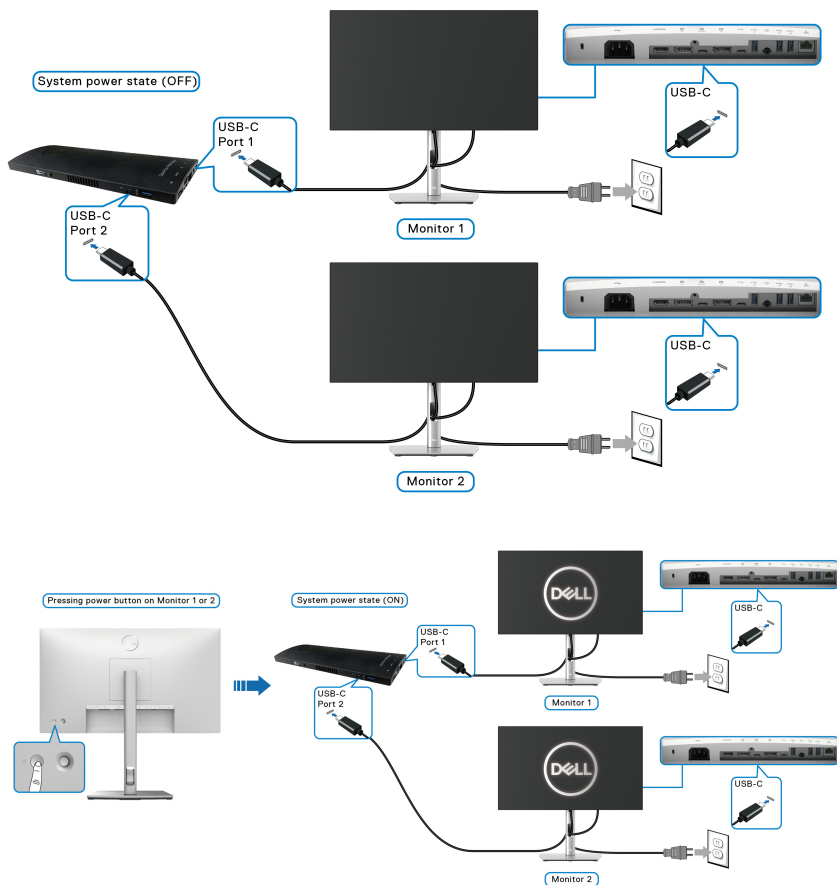 System power state (OFF)
USB-C
Port 1
USB-C
Monitor 1
USB-C
Port 2
USB-C
Monitor 2
Pressing power button on Monitor 1 or 2
System power state (ON)
DELL
USB-C
Port 1
USB-C
Monitor 1
USB-C
Port 2
DELL
USB-C
Monitor 2